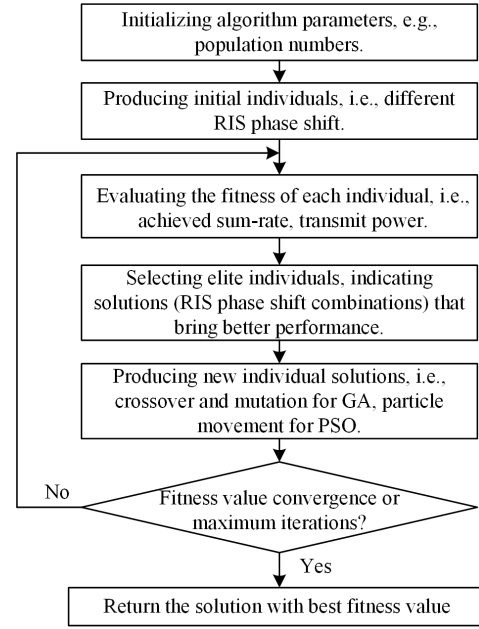 Initializing algorithm parameters, e.g.,
population numbers.
Producing initial individuals, i.e., different
RIS phase shift.
Evaluating the fitness of each individual, i.e.,
achieved sum-rate, transmit power.
Selecting elite individuals, indicating
solutions (RIS phase shift combinations) that
bring better performance.
Producing new individual solutions, i.e.,
crossover and mutation for GA, particle
movement for PSO.
No
Fitness value convergence or
maximum iterations?
Yes
Return the solution with best fitness value